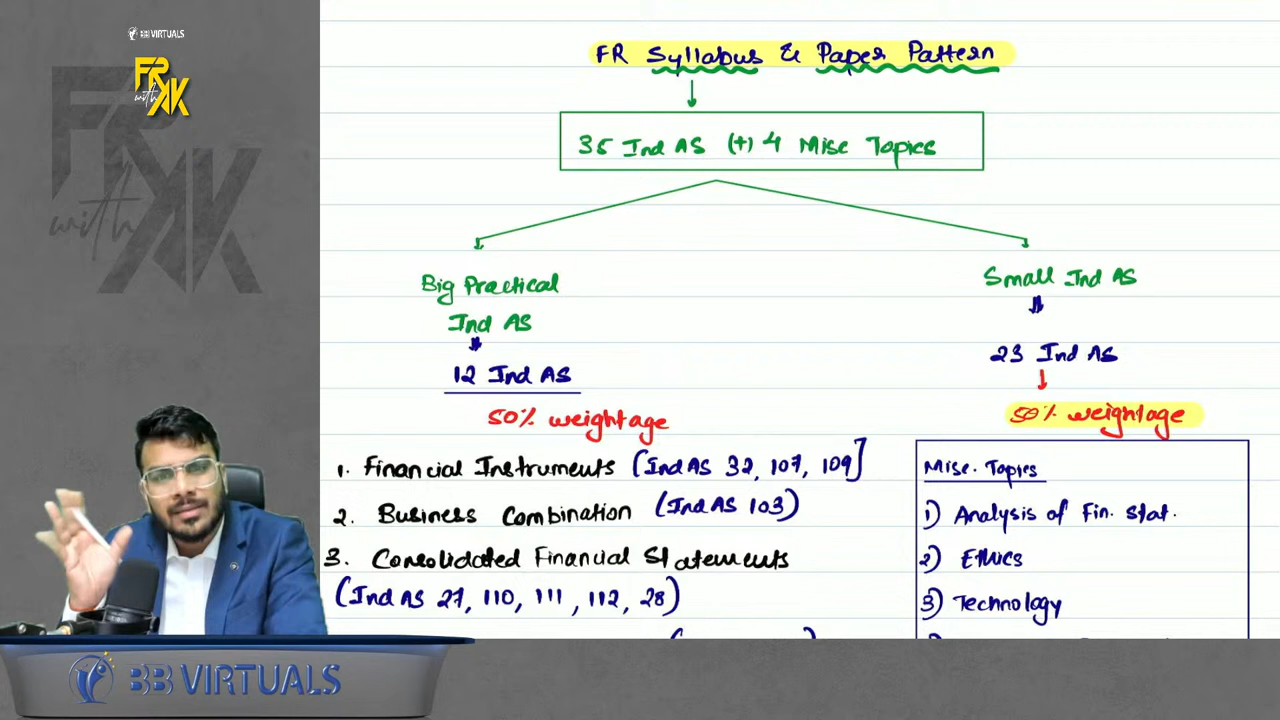 BB VIRTUALS
FR
with
AK
FR Syllabus & Paper Pattern
35 Ind AS (+) 4 Misc Topics
Big Practical
Ind AS
12 Ind AS
50% weightage
Small Ind AS
23 Ind AS
50% weightage
1. Financial Instruments (Ind AS 32, 107, 109]
2. Business Combination (Ind AS 103)
3. Consolidated Financial Statements
(Ind AS 27, 110, 111, 112, 28)
Misc. Topics
1) Analysis of Fin. Stat.
2) Ethics
3) Technology
BB VIRTUALS